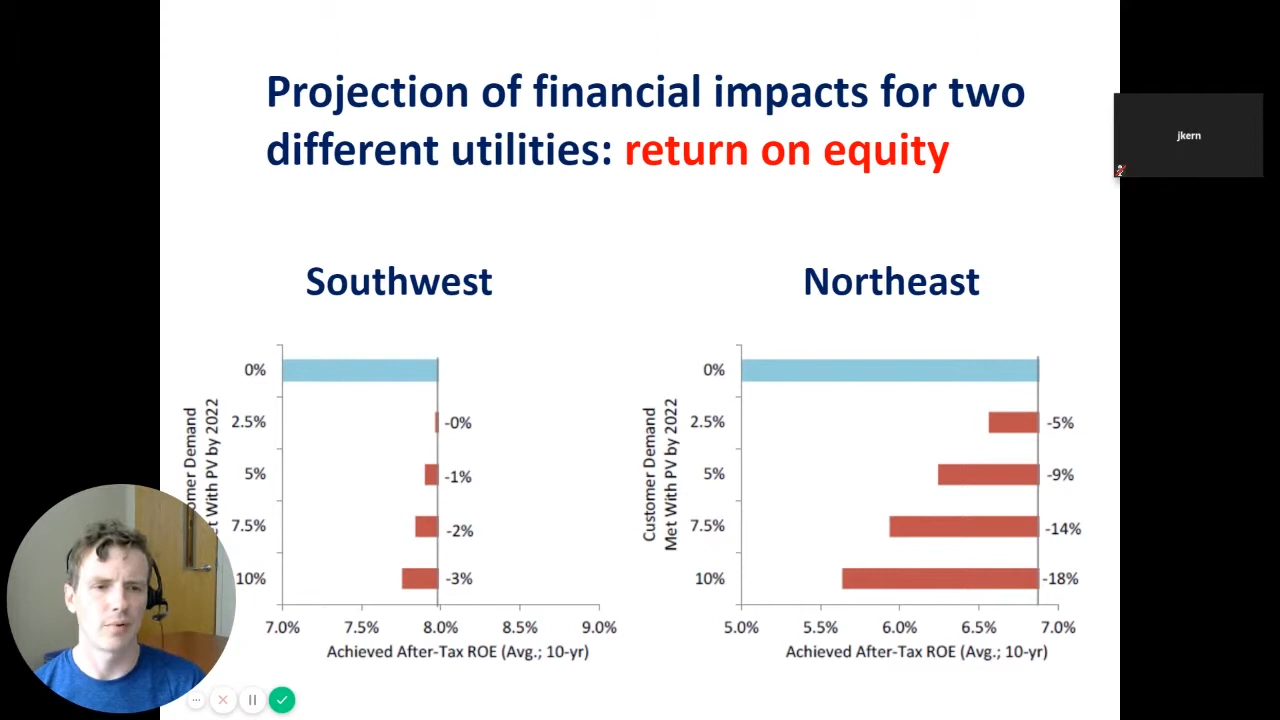 Projection of financial impacts for two
different utilities: return on equity
jkern
Southwest
Northeast
0%
2.5%
5%
7.5%
10%
-0%
-1%
-2%
-3%
7.0% 7.5% 8.0% 8.5% 9.0%
Achieved After-Tax ROE (Avg.; 10-yr)
Customer Demand
Met With PV by 2022
0%
2.5%
5%
7.5%
10%
-5%
-9%
-14%
-18%
5.0% 5.5% 6.0% 6.5% 7.0%
Achieved After-Tax ROE (Avg.; 10-yr)